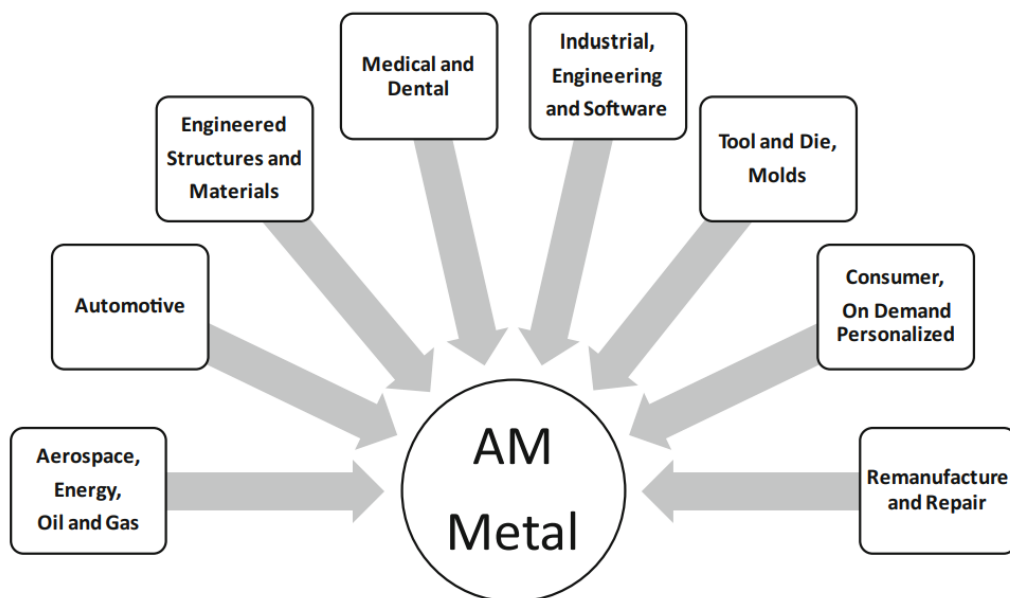 Medical and
Dental
Industrial,
Engineering
and Software
Engineered
Structures and
Materials
Tool and Die,
Molds
Automotive
Consumer,
On Demand
Personalized
Aerospace,
Energy,
Oil and Gas
AM
Metal
Remanufacture
and Repair